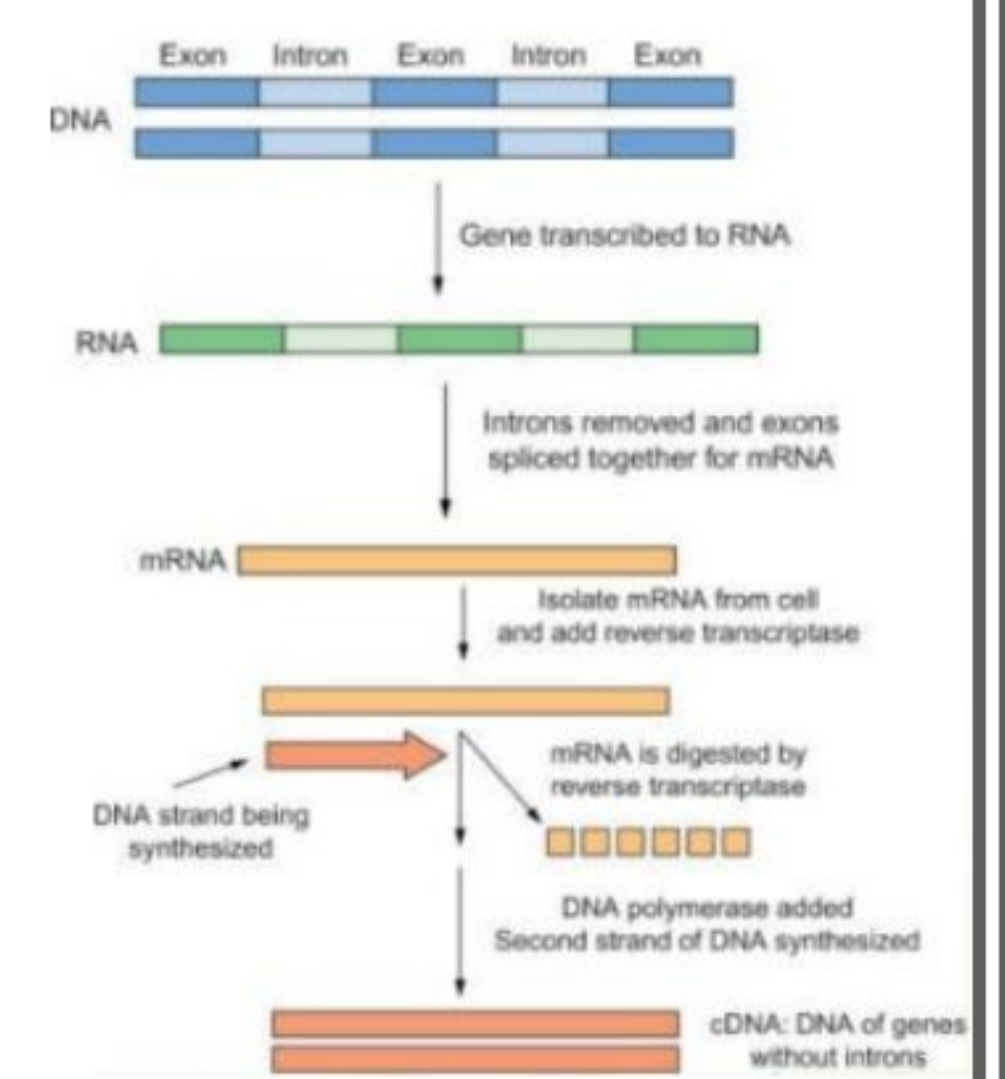 Exon Intron Exon Intron Exon
DNA
Gene transcribed to RNA
RNA
Introns removed and exons
spliced together for mRNA
mRNA
Isolate mRNA from cell
and add reverse transcriptase
mRNA is digested by
reverse transcriptase
DNA strand being
synthesized
DNA polymerase added
Second strand of DNA synthesized
cDNA: DNA of genes
without introns